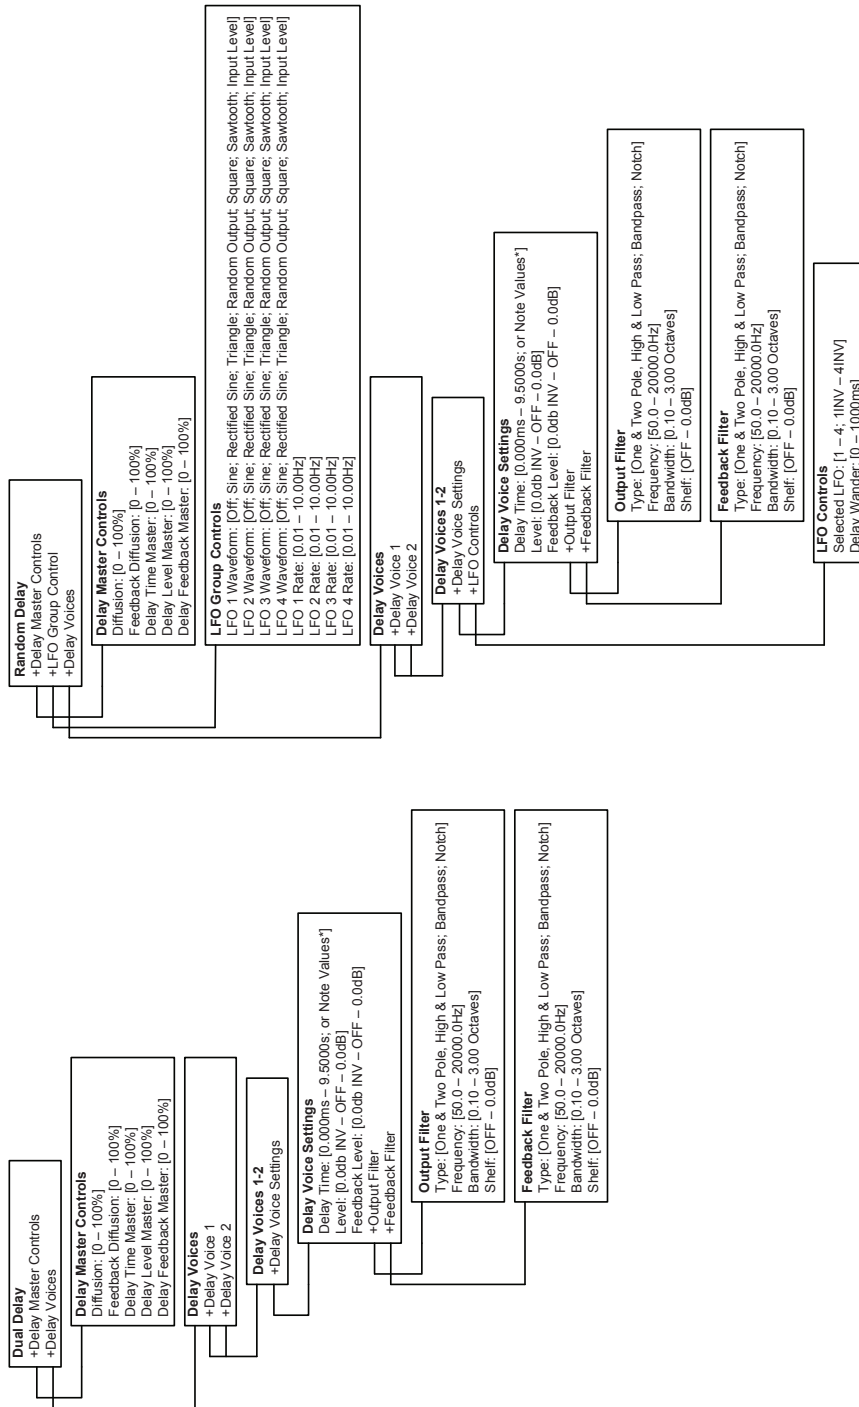 Dual Delay
+Delay Master Controls
+Delay Voices
Delay Master Controls
Diffusion: [0 – 100%]
Feedback Diffusion: [0 – 100%]
Delay Time Master: [0 – 100%]
Delay Level Master: [0 – 100%]
Delay Feedback Master: [0 – 100%]
Delay Voices
+Delay Voice 1
+Delay Voice 2
Delay Voices 1-2
+Delay Voice Settings
Delay Voice Settings
Delay Time: [0.000ms – 9.5000s; or Note Values*]
Level: [0.0db INV – OFF – 0.0dB]
Feedback Level: [0.0db INV – OFF – 0.0dB]
+Output Filter
+Feedback Filter
Output Filter
Type: [One & Two Pole, High & Low Pass; Bandpass; Notch]
Frequency: [50.0 – 20000.0Hz]
Bandwidth: [0.10 – 3.00 Octaves]
Shelf: [OFF – 0.0dB]
Feedback Filter
Type: [One & Two Pole, High & Low Pass; Bandpass; Notch]
Frequency: [50.0 – 20000.0Hz]
Bandwidth: [0.10 – 3.00 Octaves]
Shelf: [OFF – 0.0dB]
Random Delay
+Delay Master Controls
+LFO Group Control
+Delay Voices
Delay Master Controls
Diffusion: [0 – 100%]
Feedback Diffusion: [0 – 100%]
Delay Time Master: [0 – 100%]
Delay Level Master: [0 – 100%]
Delay Feedback Master: [0 – 100%]
LFO Group Controls
LFO 1 Waveform: [Off; Sine; Rectified Sine; Triangle; Random Output; Square; Sawtooth; Input Level]
LFO 2 Waveform: [Off; Sine; Rectified Sine; Triangle; Random Output; Square; Sawtooth; Input Level]
LFO 3 Waveform: [Off; Sine; Rectified Sine; Triangle; Random Output; Square; Sawtooth; Input Level]
LFO 4 Waveform: [Off; Sine; Rectified Sine; Triangle; Random Output; Square; Sawtooth; Input Level]
LFO 1 Rate: [0.01 – 10.00Hz]
LFO 2 Rate: [0.01 – 10.00Hz]
LFO 3 Rate: [0.01 – 10.00Hz]
LFO 4 Rate: [0.01 – 10.00Hz]
Delay Voices
+Delay Voice 1
+Delay Voice 2
Delay Voices 1-2
+Delay Voice Settings
+LFO Controls
Delay Voice Settings
Delay Time: [0.000ms – 9.5000s; or Note Values*]
Level: [0.0db INV – OFF – 0.0dB]
Feedback Level: [0.0db INV – OFF – 0.0dB]
+Output Filter
+Feedback Filter
Output Filter
Type: [One & Two Pole, High & Low Pass; Bandpass; Notch]
Frequency: [50.0 – 20000.0Hz]
Bandwidth: [0.10 – 3.00 Octaves]
Shelf: [OFF – 0.0dB]
Feedback Filter
Type: [One & Two Pole, High & Low Pass; Bandpass; Notch]
Frequency: [50.0 – 20000.0Hz]
Bandwidth: [0.10 – 3.00 Octaves]
Shelf: [OFF – 0.0dB]
LFO Controls
Selected LFO: [1 – 4; 1INV – 4INV]
Delay Wander: [0 – 1000ms]